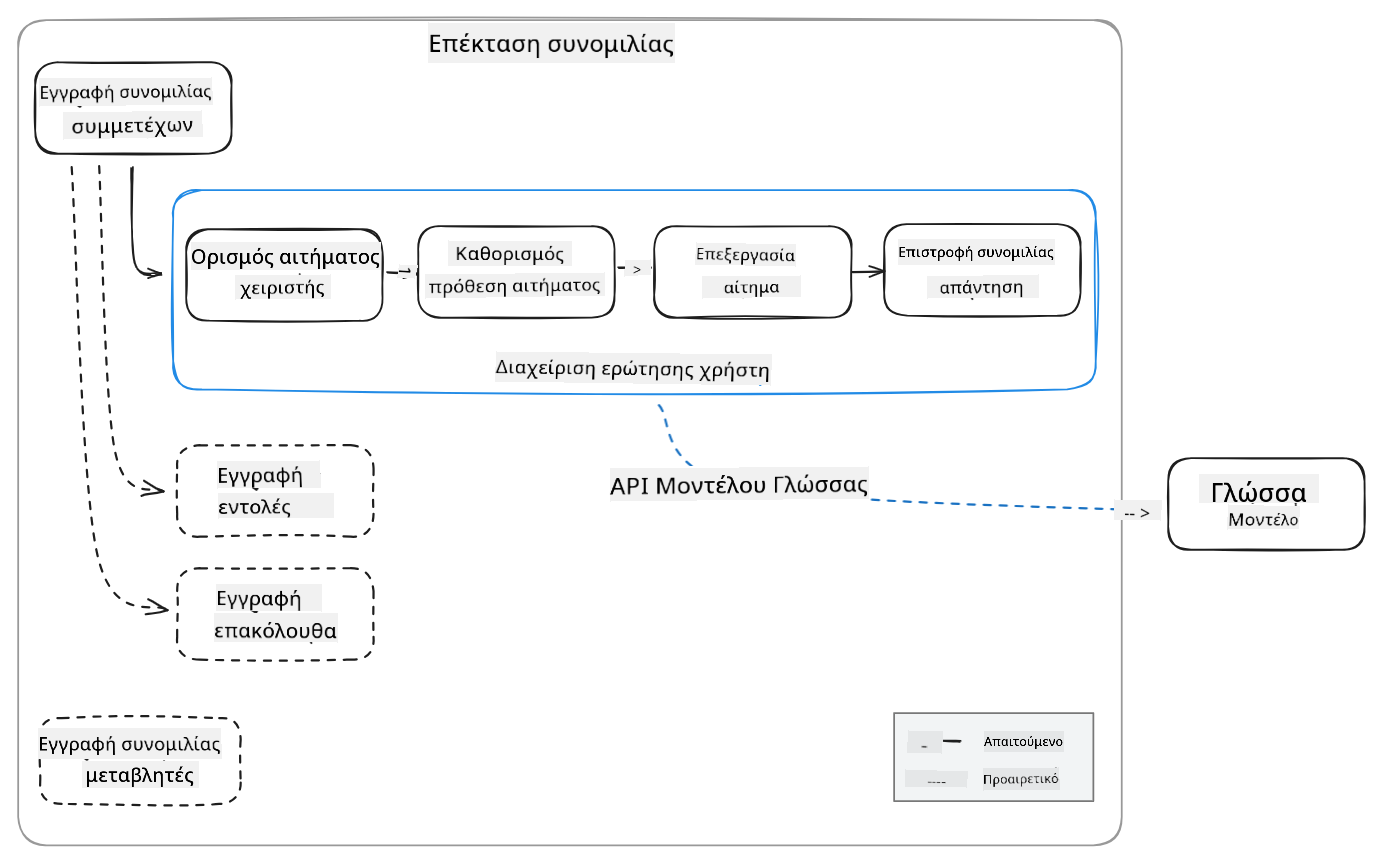 Επέκταση συνομιλίας
Εγγραφή συνομιλίας
συμμετέχων
Ορισμός αιτήματος
χειριστής
Καθορισμός
πρόθεση αιτήματος
>
Επεξεργασία
αίτημα
Επιστροφή συνομιλίας
απάντηση
Διαχείριση ερώτησης χρήστη
Εγγραφή
εντολές
API Μοντέλου Γλώσσας
-- >
Γλώσσα
Μοντέλο
Εγγραφή
επακόλουθα
Εγγραφή συνομιλίας
μεταβλητές
– Απαιτούμενο
---- Προαιρετικό